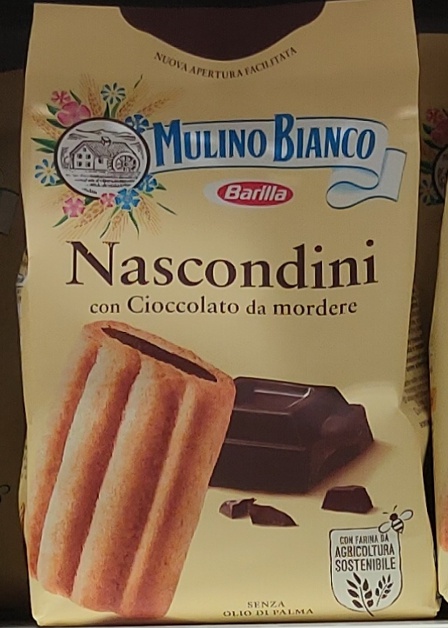 NUOVA APERTURA FACILITATA
MULINO BIANCO
Barilla
Nascondini
con Cioccolato da mordere
CON FARINA DA
AGRICOLTURA
SOSTENIBILE
SENZA
OLIO DI PALMA